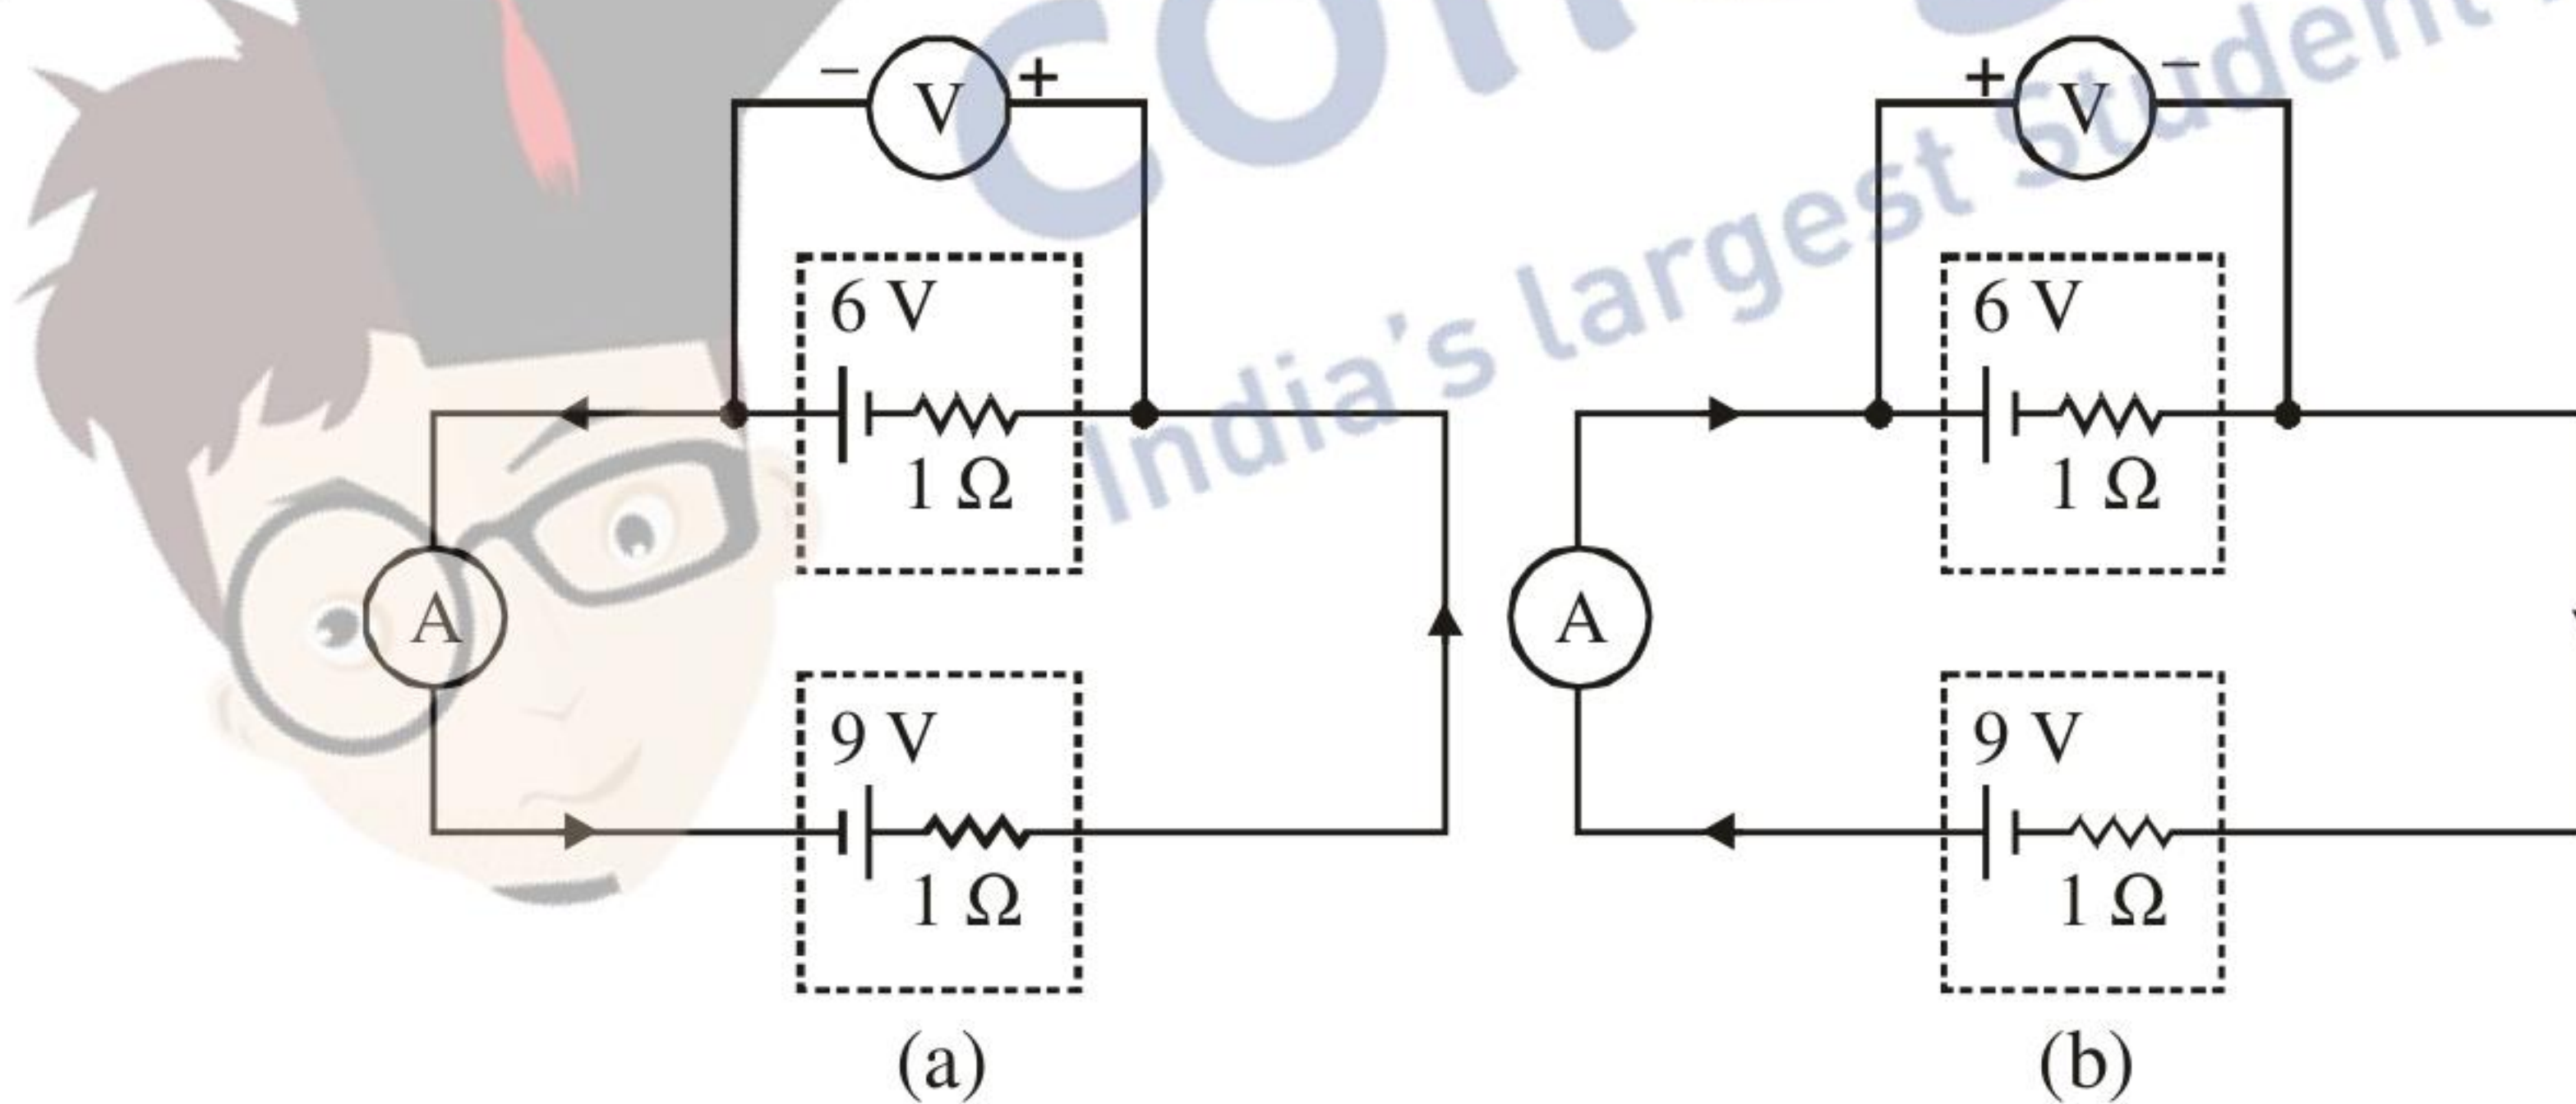 − V +
6 V
1 Ω
A
9 V
1 Ω
(a)
+ V −
6 V
1 Ω
A
9 V
1 Ω
(b)
India's largest Student